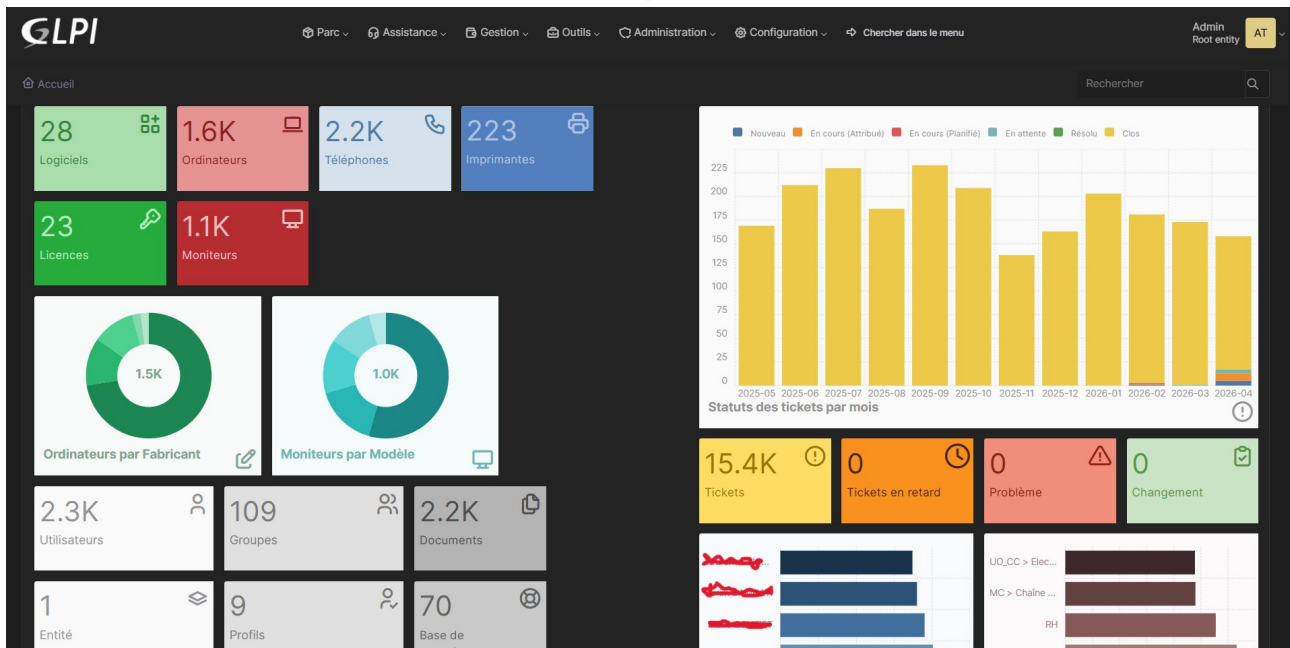 GLPI
Parc
Assistance
Gestion
Outils
Administration
Configuration
Chercher dans le menu
Admin
Root entity
AT
Accueil
Rechercher
28
Logiciels
1.6K
Ordinateurs
2.2K
Téléphones
223
Imprimantes
23
Licences
1.1K
Moniteurs
1.5K
Ordinateurs par Fabricant
1.0K
Moniteurs par Modèle
2.3K
Utilisateurs
109
Groupes
2.2K
Documents
1
Entité
9
Profils
70
Base de
Nouveau
En cours (Attribué)
En cours (Planifié)
En attente
Résolu
Clos
225
200
175
150
125
100
75
50
25
0
2025-05 2025-06 2025-07 2025-08 2025-09 2025-10 2025-11 2025-12 2026-01 2026-02 2026-03 2026-04
Statuts des tickets par mois
15.4K
Tickets
0
Tickets en retard
0
Problème
0
Changement
UO_CC > Elec...
MC > Chaîne ...
RH